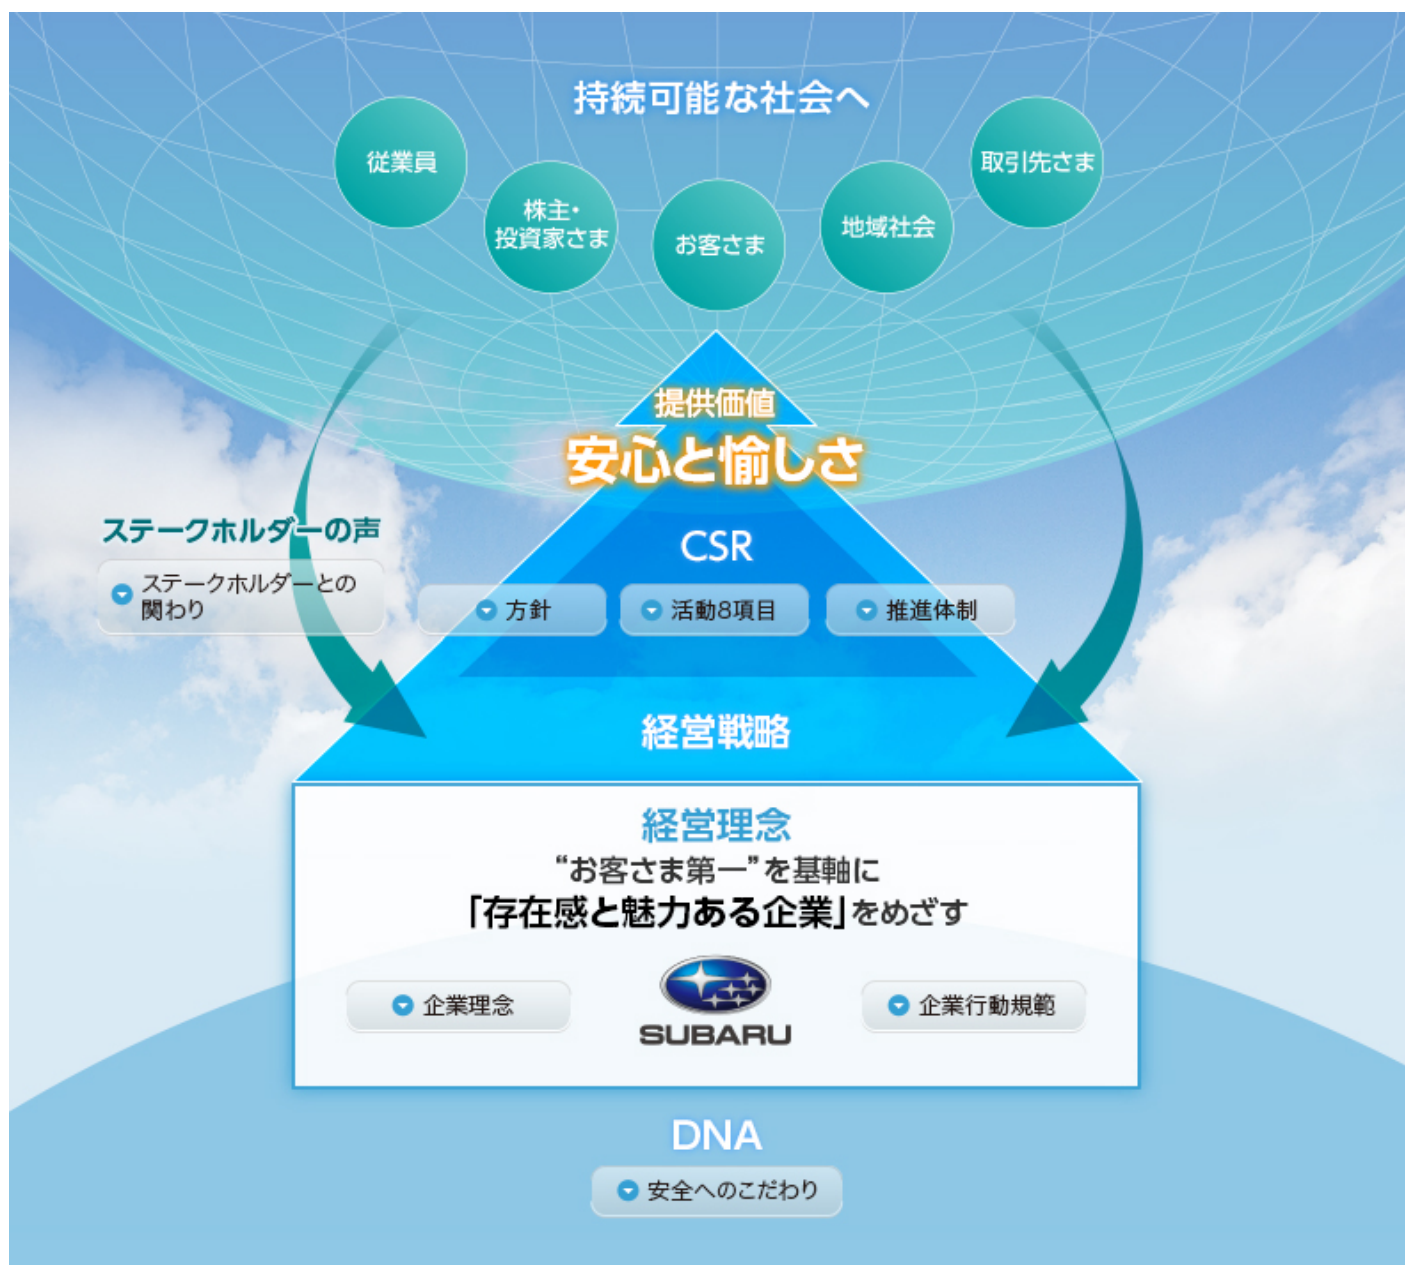 持続可能な社会へ
従業員
株主・
投資家さま
お客さま
地域社会
取引先さま
提供価値
安心と愉しさ
ステークホルダーの声
ステークホルダーとの
関わり
CSR
方針
活動8項目
推進体制
経営戦略
経営理念
“お客さま第一”を基軸に
「存在感と魅力ある企業」をめざす
企業理念
SUBARU
企業行動規範
DNA
安全へのこだわり